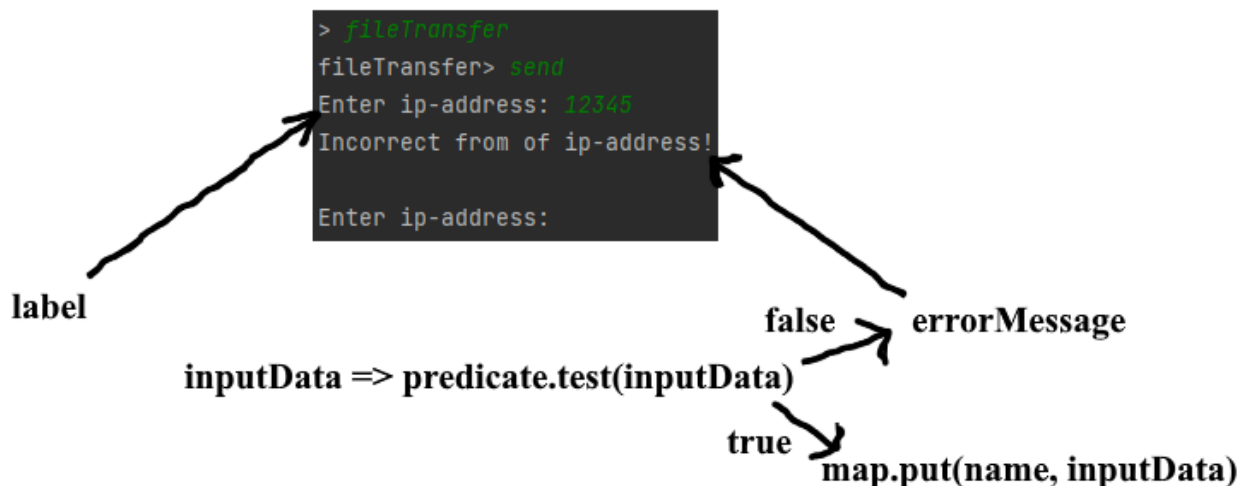 > fileTransfer
fileTransfer> send
Enter ip-address: 12345
Incorrect from of ip-address!
Enter ip-address:
label
false
errorMessage
inputData => predicate.test(inputData)
true
map.put(name, inputData)